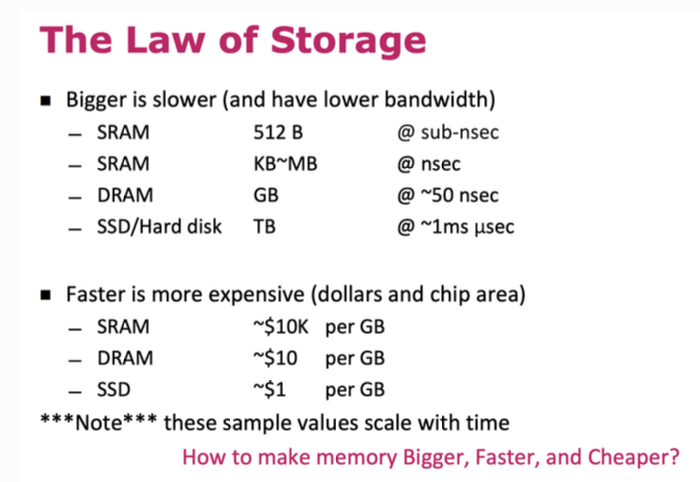 The Law of Storage
▪ Bigger is slower (and have lower bandwidth)
– SRAM 512 B @ sub-nsec
– SRAM KB~MB @ nsec
– DRAM GB @ ~50 nsec
– SSD/Hard disk TB @ ~1ms µsec
▪ Faster is more expensive (dollars and chip area)
– SRAM ~$10K per GB
– DRAM ~$10 per GB
– SSD ~$1 per GB
***Note*** these sample values scale with time
How to make memory Bigger, Faster, and Cheaper?